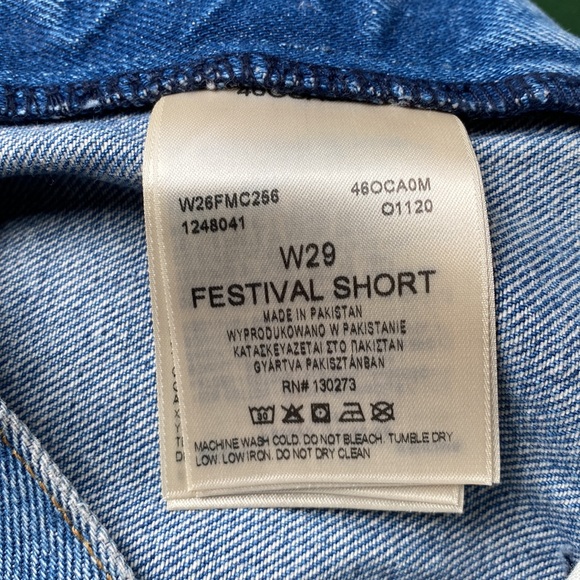 W26FMC256 46OCA0M
1248041 O1120
W29
FESTIVAL SHORT
MADE IN PAKISTAN
WYPRODUKOWANO W PAKISTANIE
ΚΑΤΑΣΚΕΥΑΖΕΤΑΙ ΣΤΟ ΠΑΚΙΣΤΑΝ
GYÁRTVA PAKISZTÁNBAN
RN# 130273
MACHINE WASH COLD. DO NOT BLEACH. TUMBLE DRY
LOW. LOW IRON. DO NOT DRY CLEAN